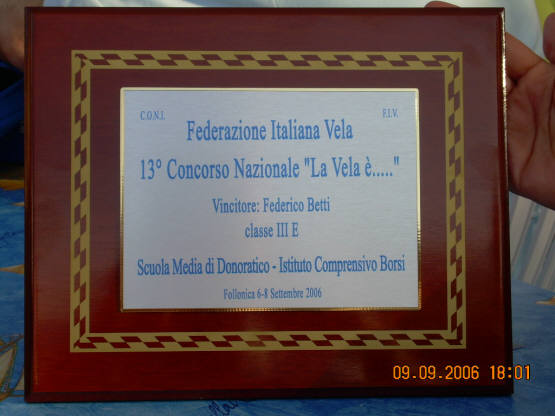 C.O.N.I. F.I.V.
Federazione Italiana Vela
13° Concorso Nazionale "La Vela è....."
Vincitore: Federico Betti
classe III E
Scuola Media di Donoratico - Istituto Comprensivo Borsi
Follonica 6-8 Settembre 2006
09.09.2006 18:01